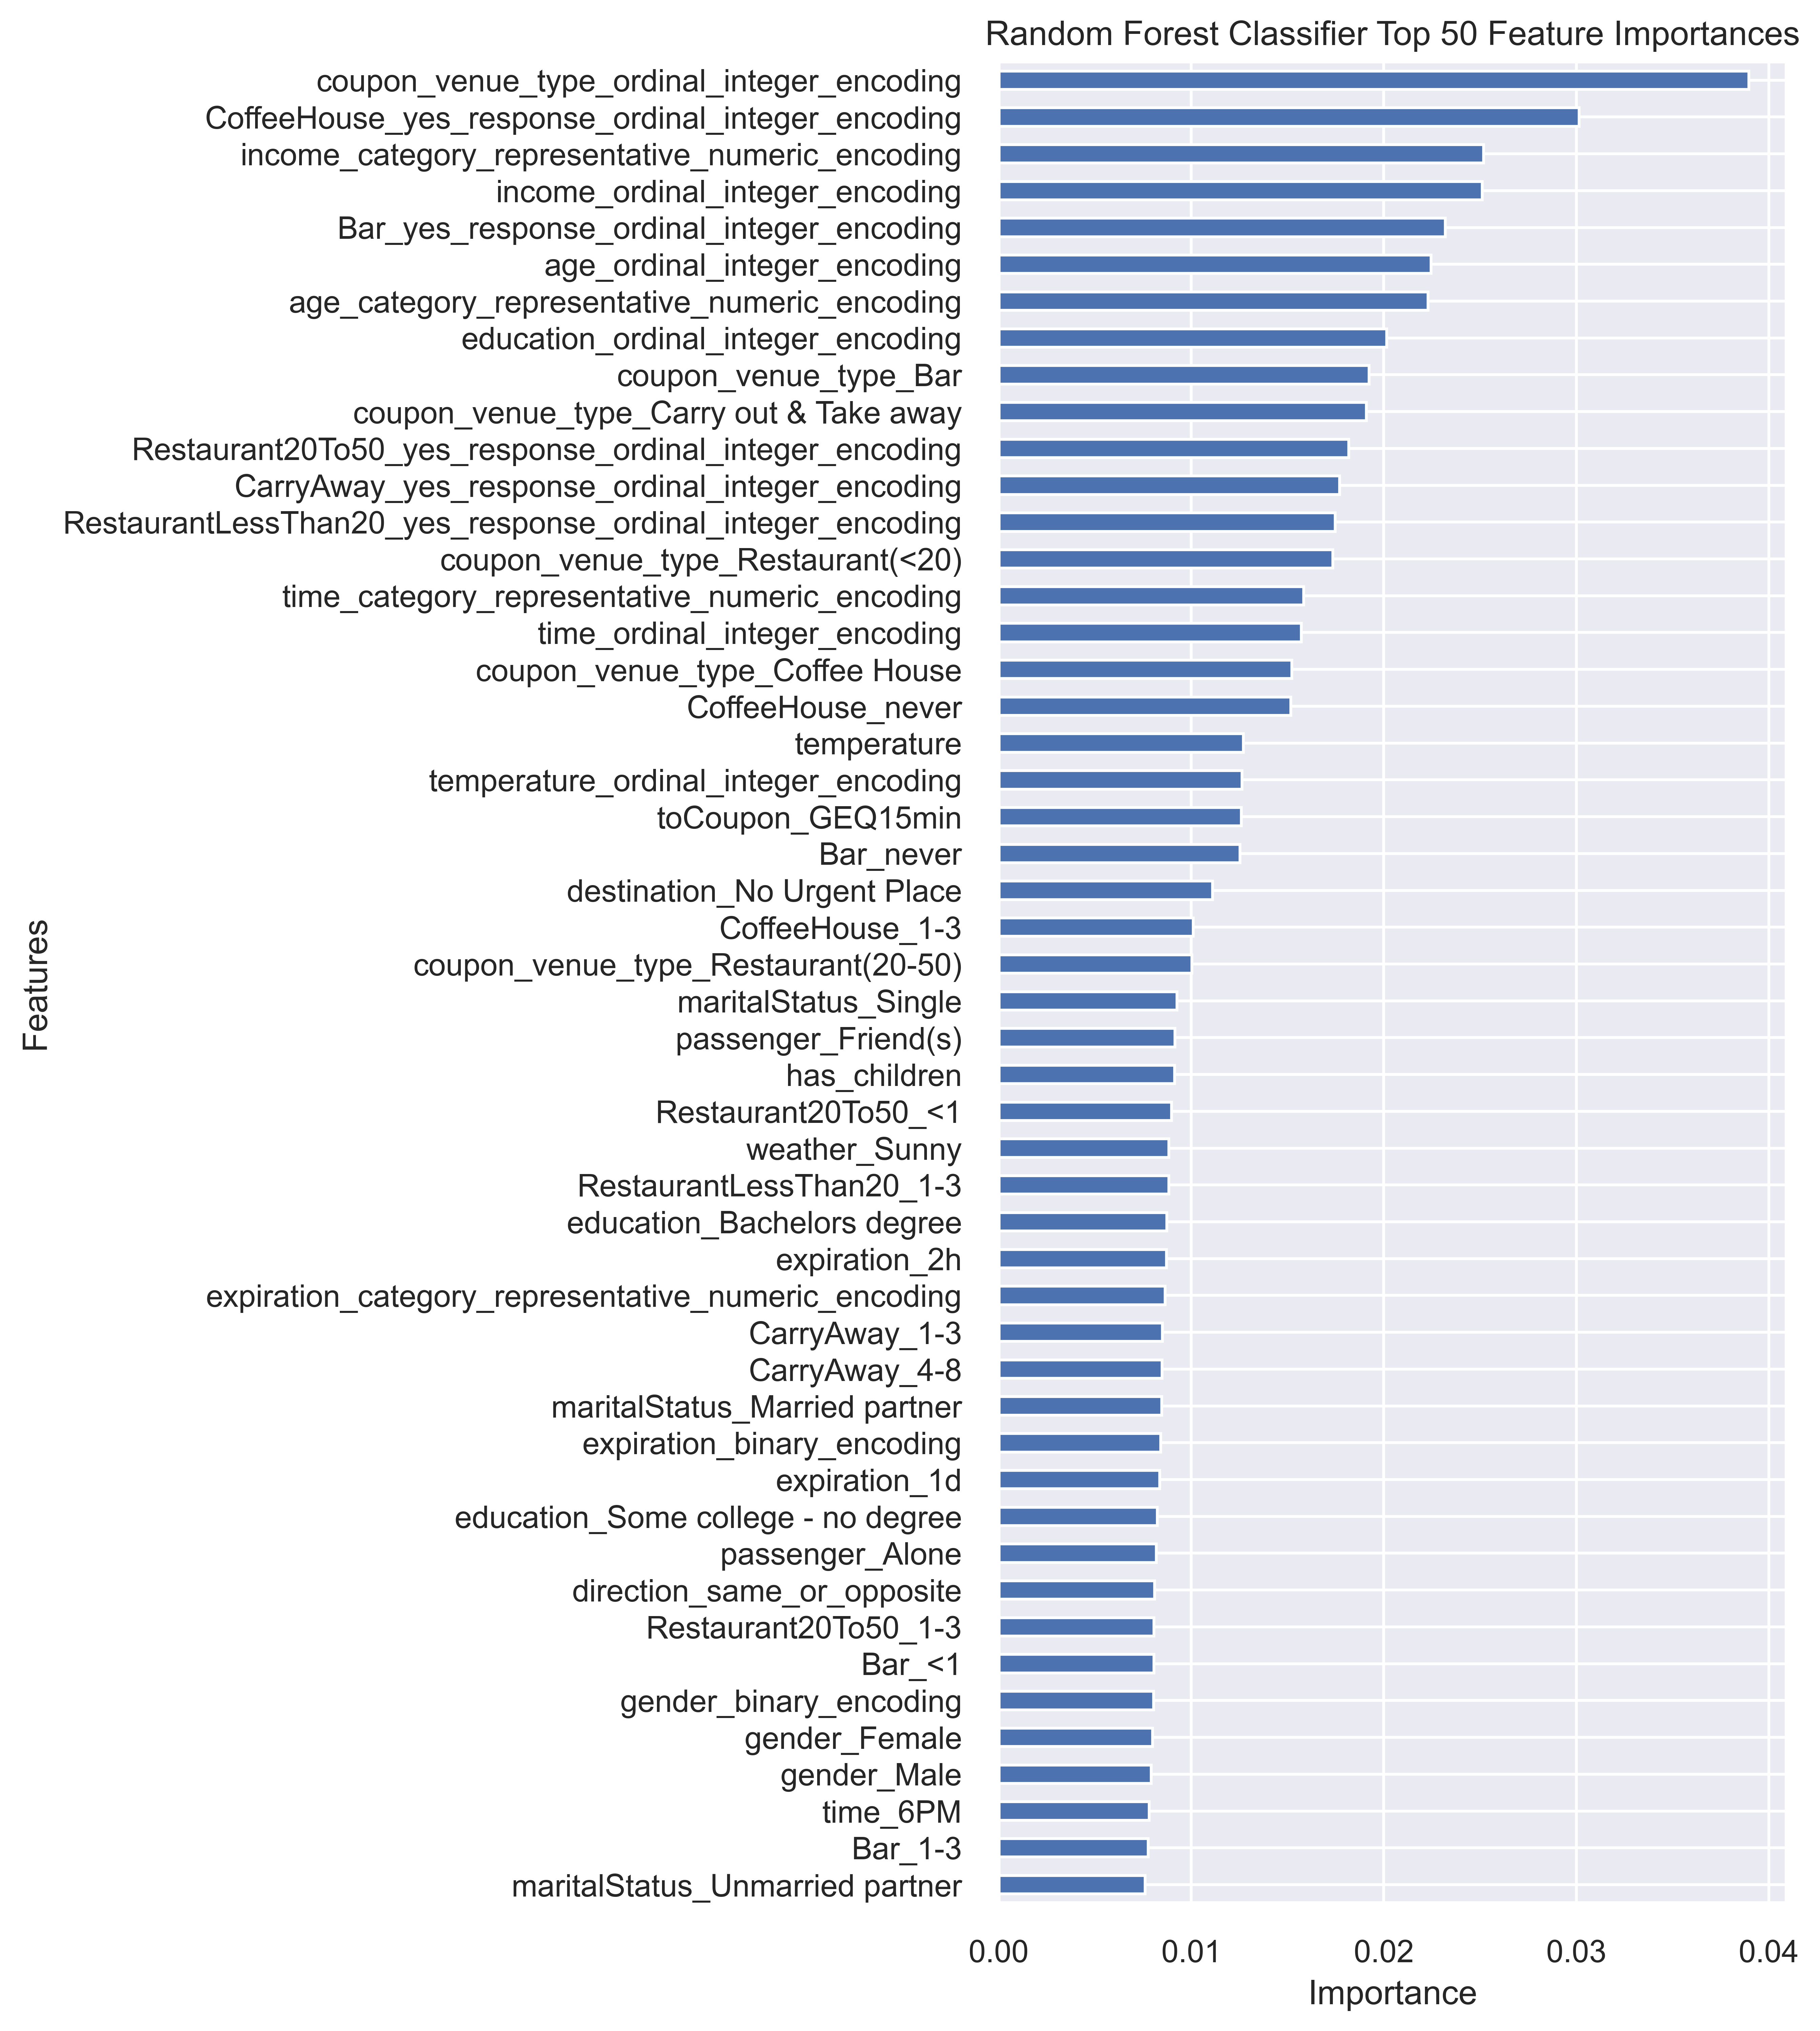 Random Forest Classifier Top 50 Feature Importances
coupon_venue_type_ordinal_integer_encoding
CoffeeHouse_yes_response_ordinal_integer_encoding
income_category_representative_numeric_encoding
income_ordinal_integer_encoding
Bar_yes_response_ordinal_integer_encoding
age_ordinal_integer_encoding
age_category_representative_numeric_encoding
education_ordinal_integer_encoding
coupon_venue_type_Bar
coupon_venue_type_Carry out & Take away
Restaurant20To50_yes_response_ordinal_integer_encoding
CarryAway_yes_response_ordinal_integer_encoding
RestaurantLessThan20_yes_response_ordinal_integer_encoding
coupon_venue_type_Restaurant(<20)
time_category_representative_numeric_encoding
time_ordinal_integer_encoding
coupon_venue_type_Coffee House
CoffeeHouse_never
temperature
temperature_ordinal_integer_encoding
toCoupon_GEQ15min
Bar_never
destination_No Urgent Place
CoffeeHouse_1-3
coupon_venue_type_Restaurant(20-50)
maritalStatus_Single
passenger_Friend(s)
has_children
Restaurant20To50_<1
weather_Sunny
RestaurantLessThan20_1-3
education_Bachelors degree
expiration_2h
expiration_category_representative_numeric_encoding
CarryAway_1-3
CarryAway_4-8
maritalStatus_Married partner
expiration_binary_encoding
expiration_1d
education_Some college - no degree
passenger_Alone
direction_same_or_opposite
Restaurant20To50_1-3
Bar_<1
gender_binary_encoding
gender_Female
gender_Male
time_6PM
Bar_1-3
maritalStatus_Unmarried partner
Features
0.00 0.01 0.02 0.03 0.04
Importance